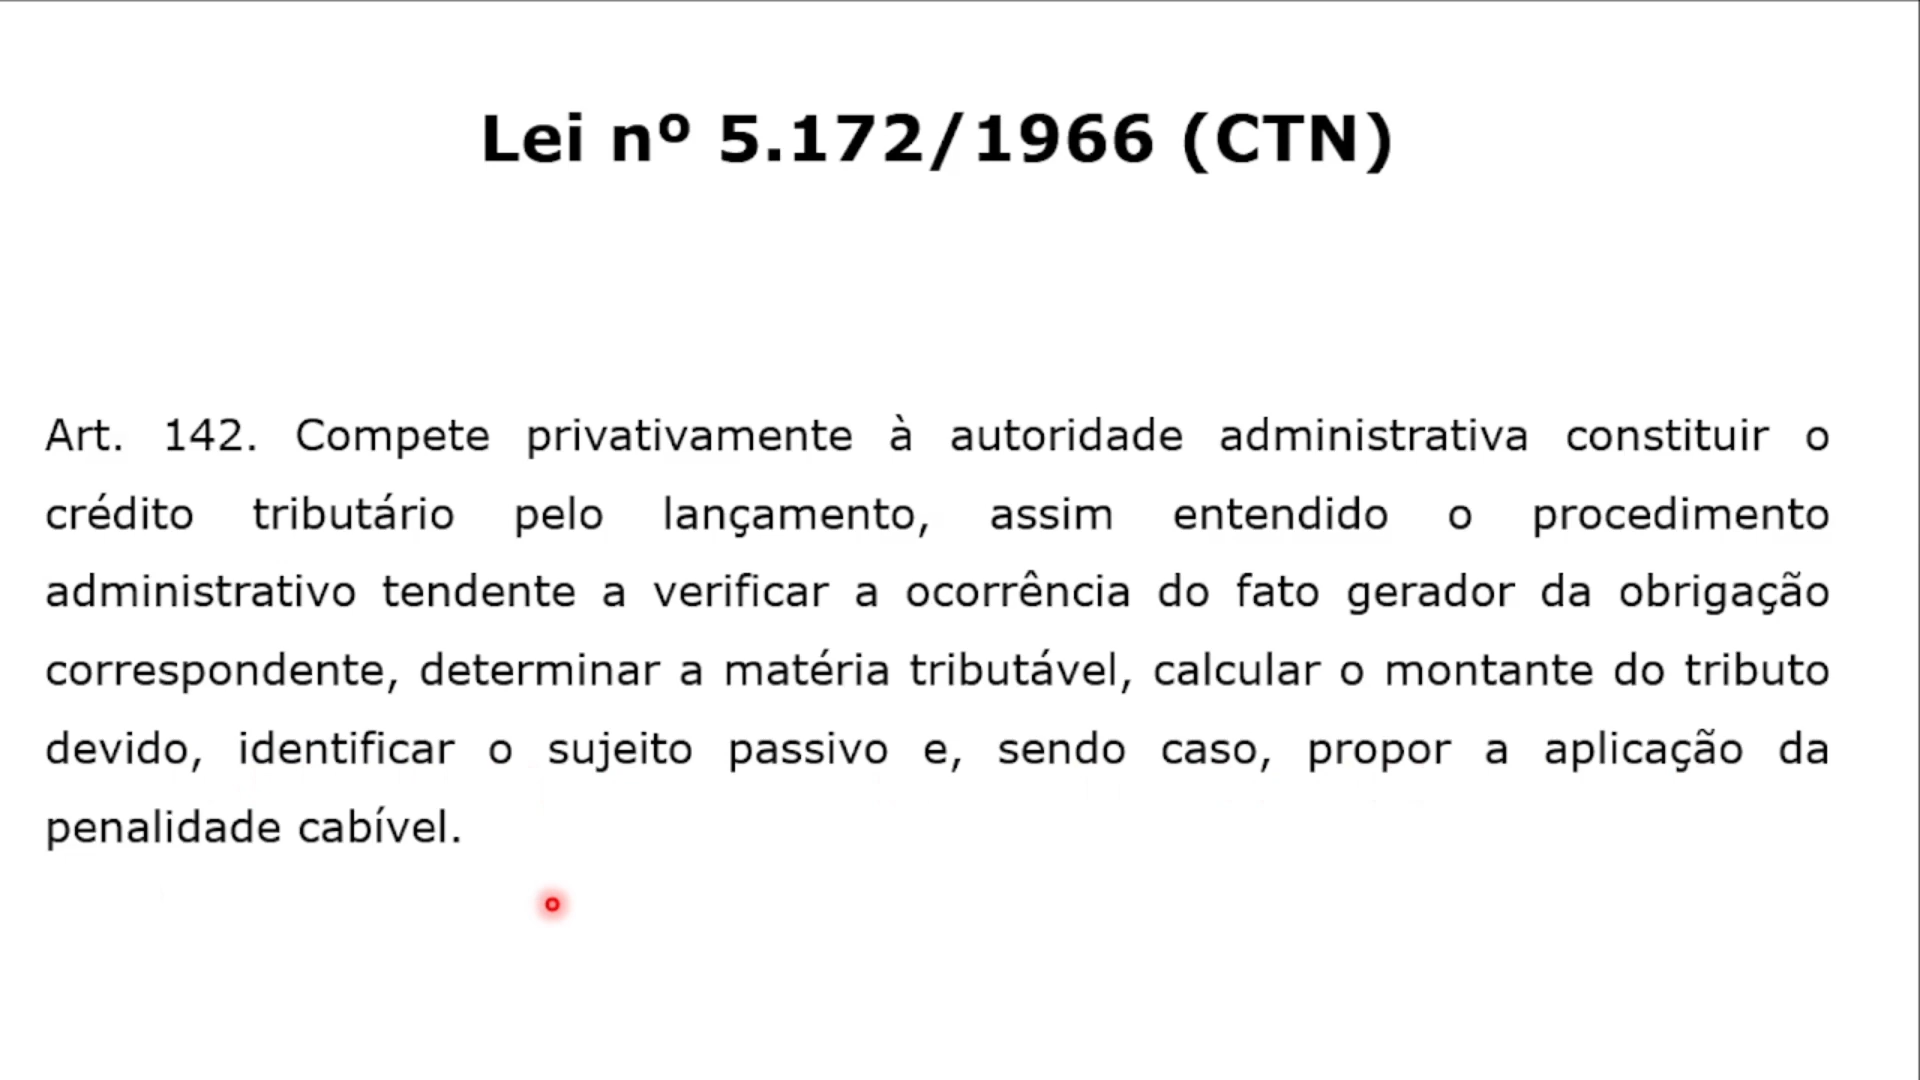 Lei nº 5.172/1966 (CTN)
Art. 142. Compete privativamente à autoridade administrativa constituir o
crédito tributário pelo lançamento, assim entendido o procedimento
administrativo tendente a verificar a ocorrência do fato gerador da obrigação
correspondente, determinar a matéria tributável, calcular o montante do tributo
devido, identificar o sujeito passivo e, sendo caso, propor a aplicação da
penalidade cabível.